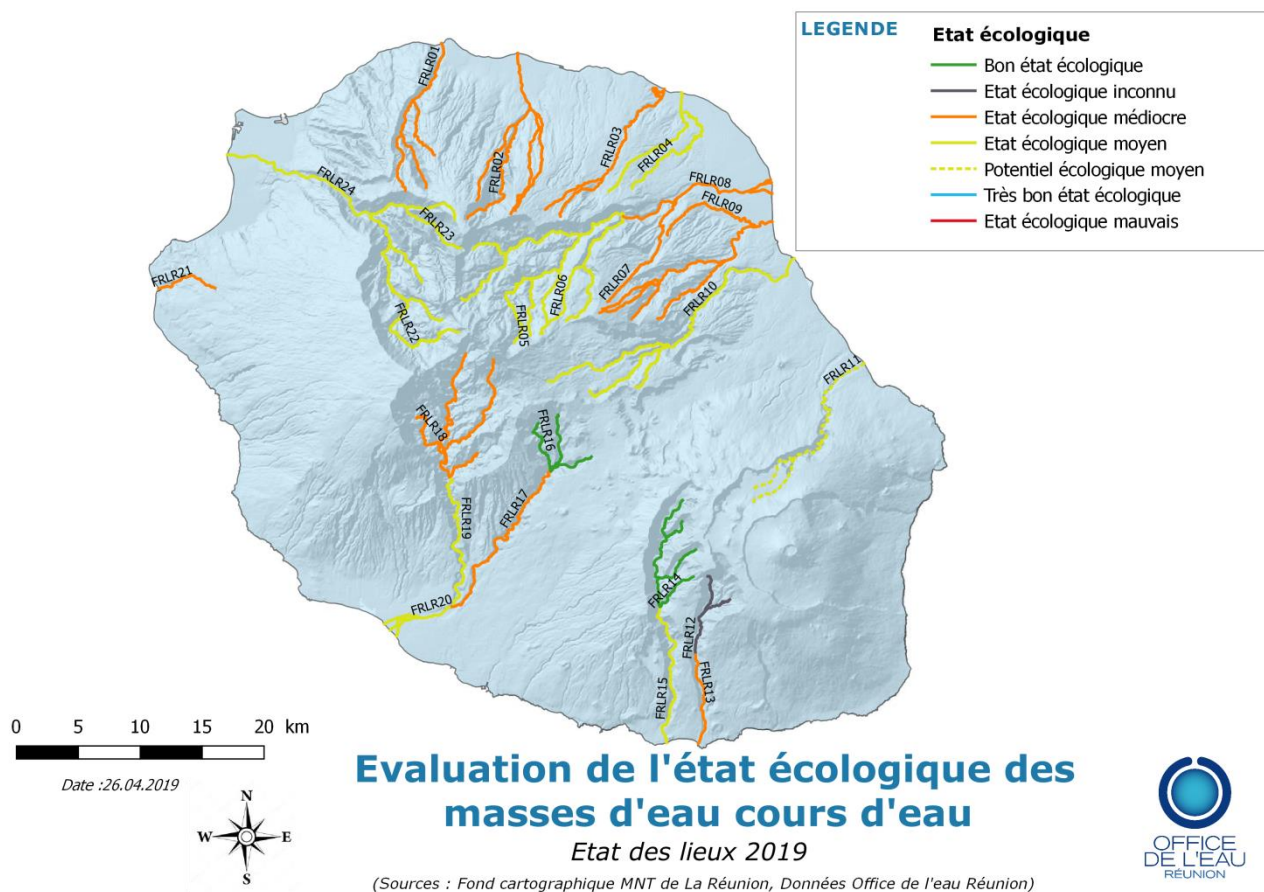 LEGENDE
Etat écologique
Bon état écologique
Etat écologique inconnu
Etat écologique médiocre
Etat écologique moyen
Potentiel écologique moyen
Très bon état écologique
Etat écologique mauvais
FRLR01
FRLR02
FRLR03
FRLR04
FRLR08
FRLR09
FRLR24
FRLR23
FRLR21
FRLR22
FRLR05
FRLR06
FRLR07
FRLR10
FRLR11
FRLR18
FRLR16
FRLR17
FRLR19
FRLR20
FRLR14
FRLR12
FRLR15
FRLR13
0 5 10 15 20 km
Date :26.04.2019
N
W E
S
Evaluation de l'état écologique des
masses d'eau cours d'eau
Etat des lieux 2019
(Sources : Fond cartographique MNT de La Réunion, Données Office de l'eau Réunion)
OFFICE
DE L'EAU
RÉUNION